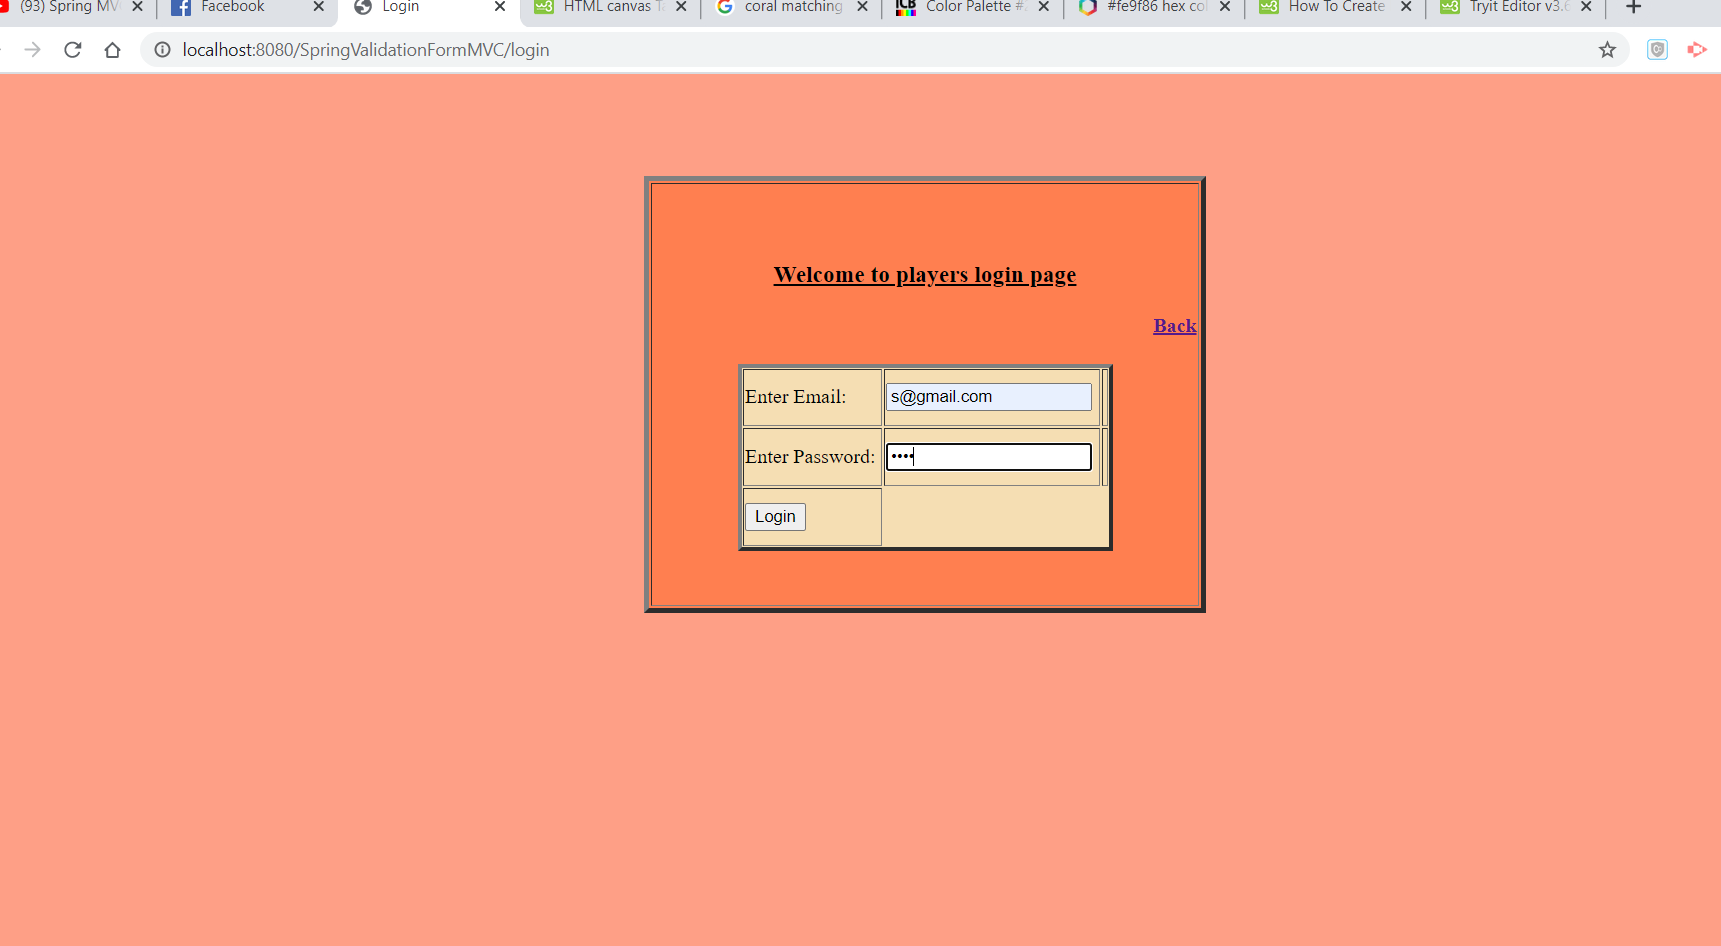 (93) Spring MV
Facebook
Login
HTML canvas T
coral matching
Color Palette #
#fe9f86 hex col
How To Create
Tryit Editor v3.6
localhost:8080/SpringValidationFormMVC/login
Welcome to players login page
Back
Enter Email:
s@gmail.com
Enter Password:
Login